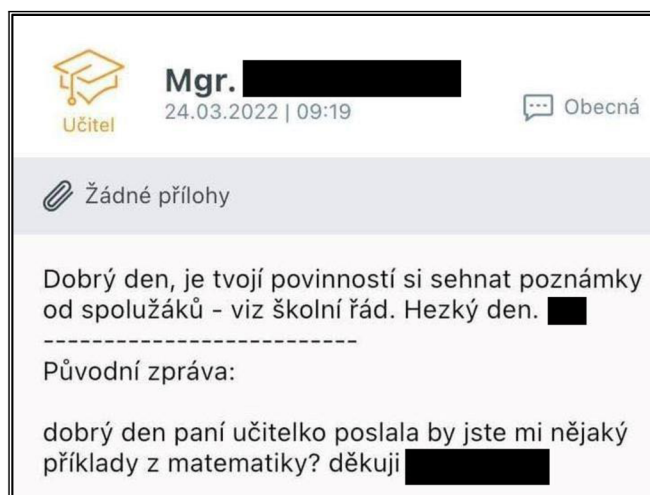 Mgr.
24.03.2022 | 09:19
Učitel
Obecná
Žádné přílohy
Dobrý den, je tvojí povinností si sehnat poznámky
od spolužáků - viz školní řád. Hezký den.
--------------------------
Původní zpráva:
dobrý den paní učitelko poslala by jste mi nějaký
příklady z matematiky? děkuji